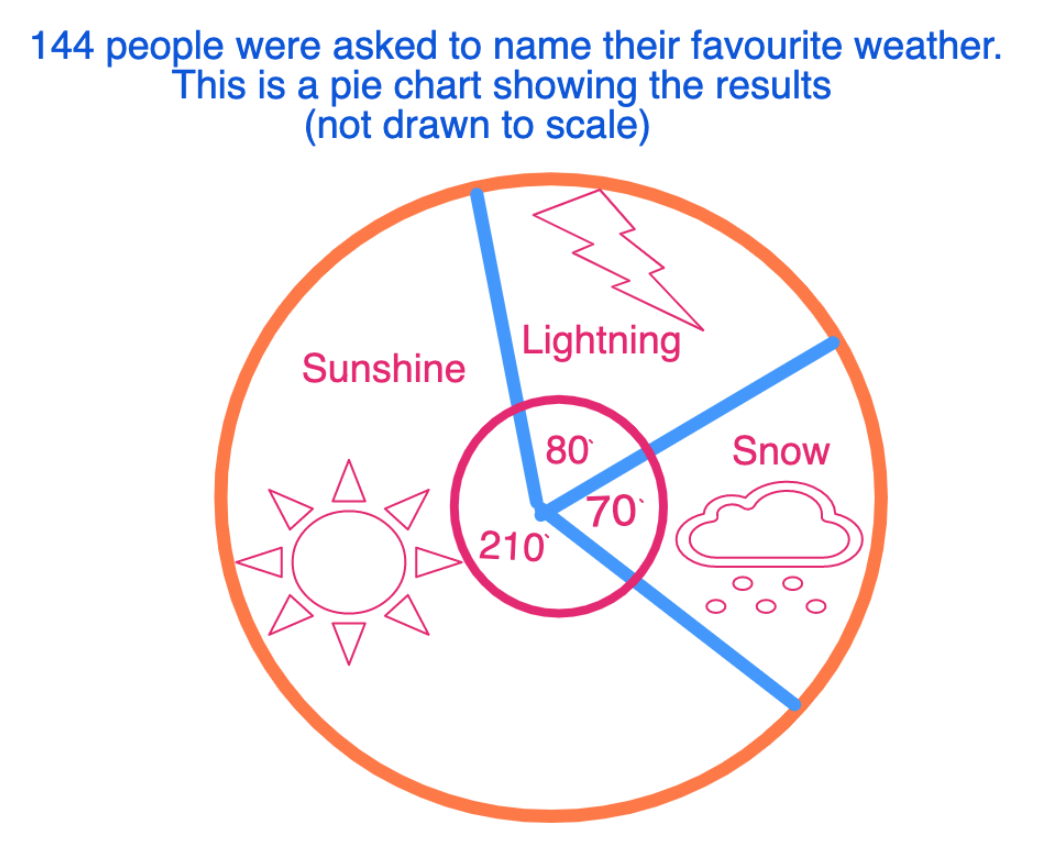 144 people were asked to name their favourite weather.
This is a pie chart showing the results
(not drawn to scale)
Lightning
Sunshine
80`
Snow
70`
210`